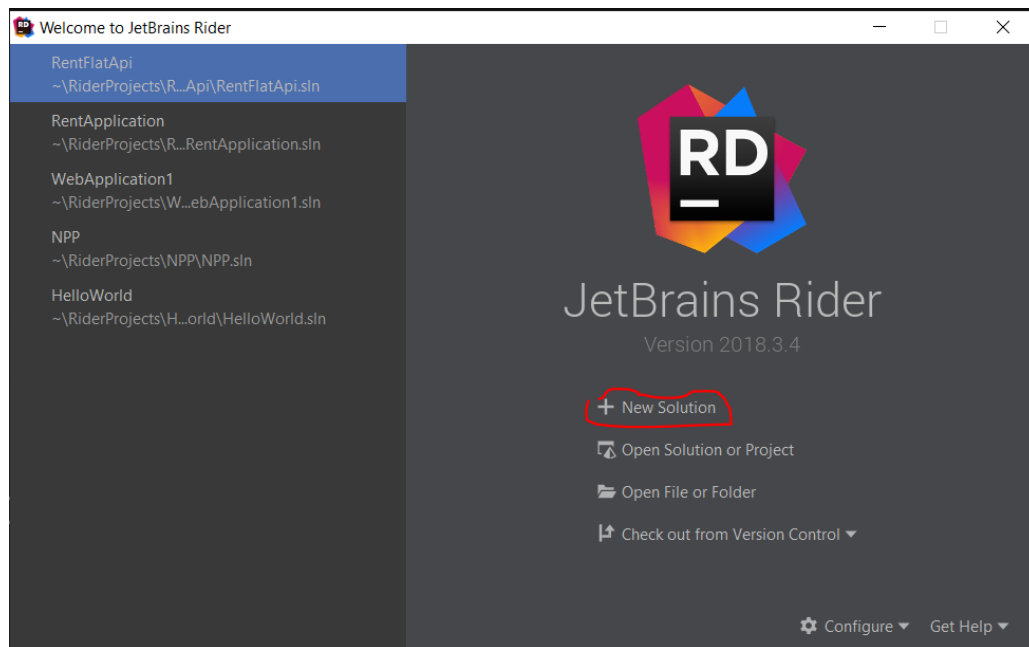 Welcome to JetBrains Rider
RentFlatApi
~\RiderProjects\R...Api\RentFlatApi.sln
RentApplication
~\RiderProjects\R...RentApplication.sln
WebApplication1
~\RiderProjects\W...ebApplication1.sln
NPP
~\RiderProjects\NPP\NPP.sln
HelloWorld
~\RiderProjects\H...orld\HelloWorld.sln
RD
JetBrains Rider
Version 2018.3.4
New Solution
Open Solution or Project
Open File or Folder
Check out from Version Control
Configure Get Help